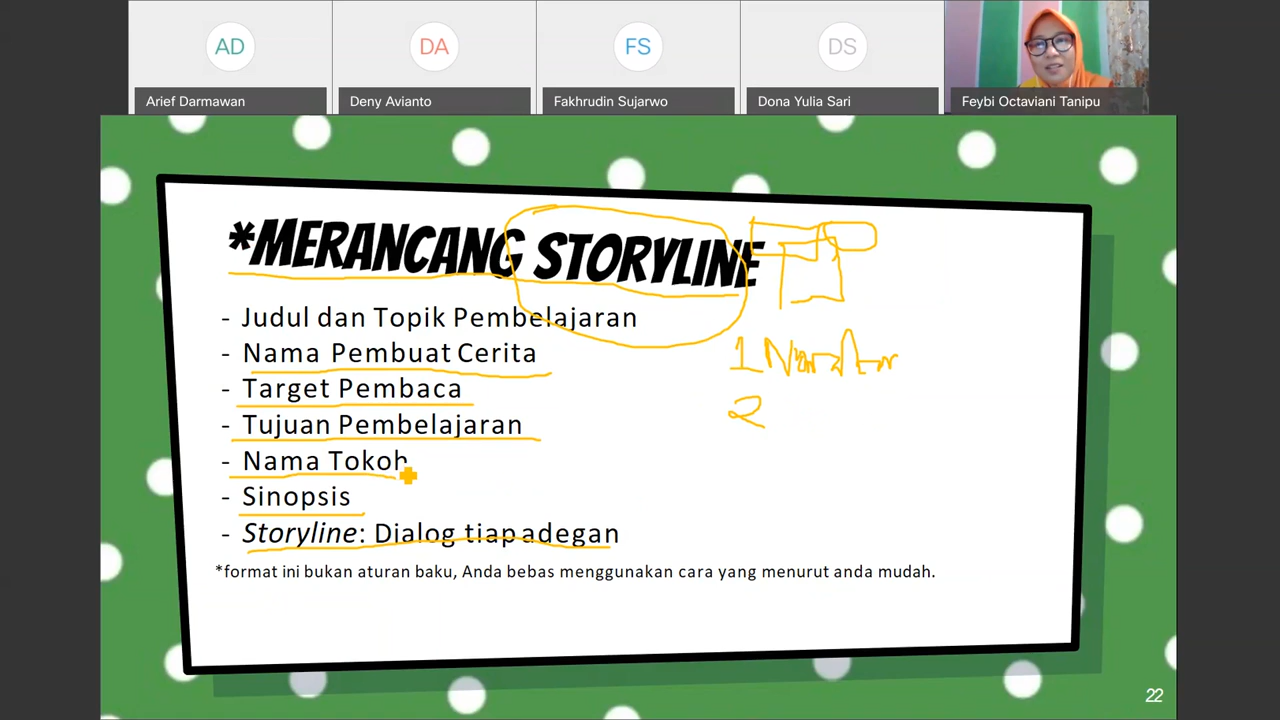 AD
DA
FS
DS
Arief Darmawan
Deny Avianto
Fakhrudin Sujarwo
Dona Yulia Sari
Feybi Octaviani Tanipu
*MERANCANG STORYLINE
- Judul dan Topik Pembelajaran
- Nama Pembuat Cerita
- Target Pembaca
- Tujuan Pembelajaran
- Nama Tokoh
- Sinopsis
- Storyline: Dialog tiap adegan
*format ini bukan aturan baku, Anda bebas menggunakan cara yang menurut anda mudah.
1 Narator
2
22